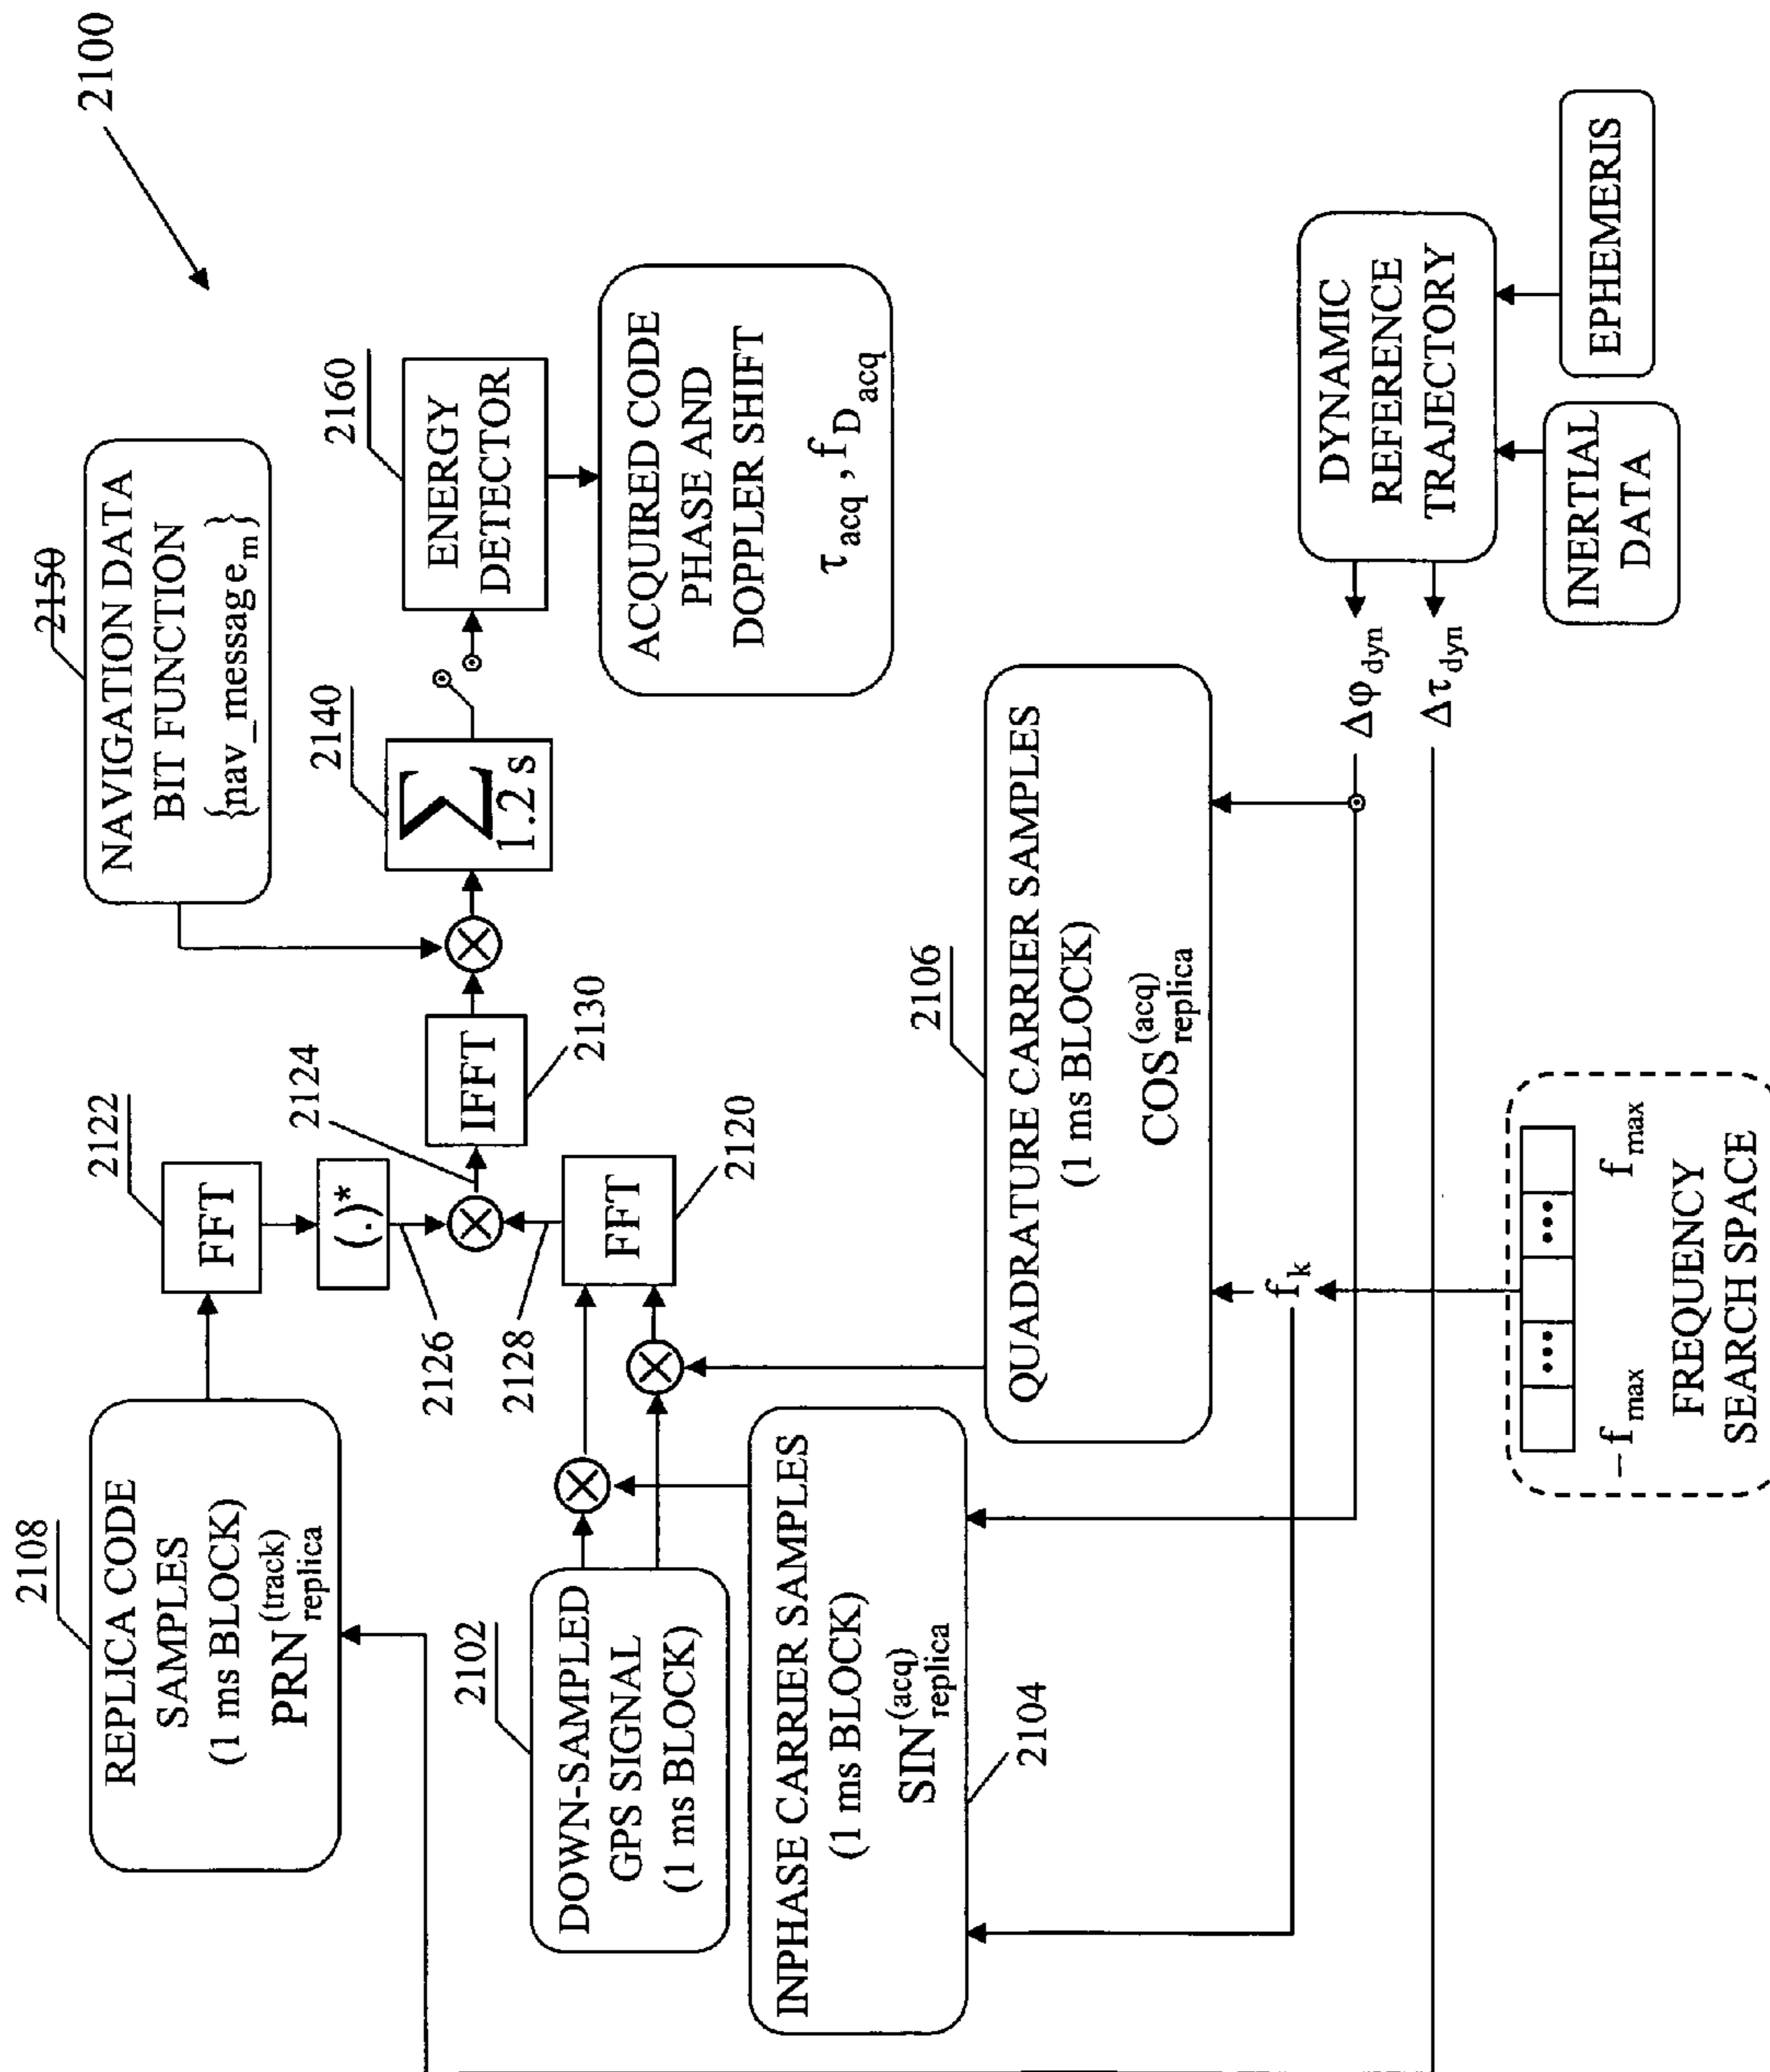 2100
2108
REPLICA CODE
SAMPLES
(1 ms BLOCK)
PRN(track)replica
2122
FFT
(.)*
2126
2124
2128
2102
DOWN-SAMPLED
GPS SIGNAL
(1 ms BLOCK)
FFT
2120
IFFT
2130
2150
NAVIGATION DATA
BIT FUNCTION
{nav_message m}
2140
Σ
1.2 s
2160
ENERGY
DETECTOR
ACQUIRED CODE
PHASE AND
DOPPLER SHIFT
τacq , fDacq
INPHASE CARRIER SAMPLES
(1 ms BLOCK)
SIN(acq)replica
2104
2106
QUADRATURE CARRIER SAMPLES
(1 ms BLOCK)
COS(acq)replica
fk
Δφdyn
Δτdyn
DYNAMIC
REFERENCE
TRAJECTORY
INERTIAL
DATA
EPHEMERIS
... ...
−fmax fmax
FREQUENCY
SEARCH SPACE